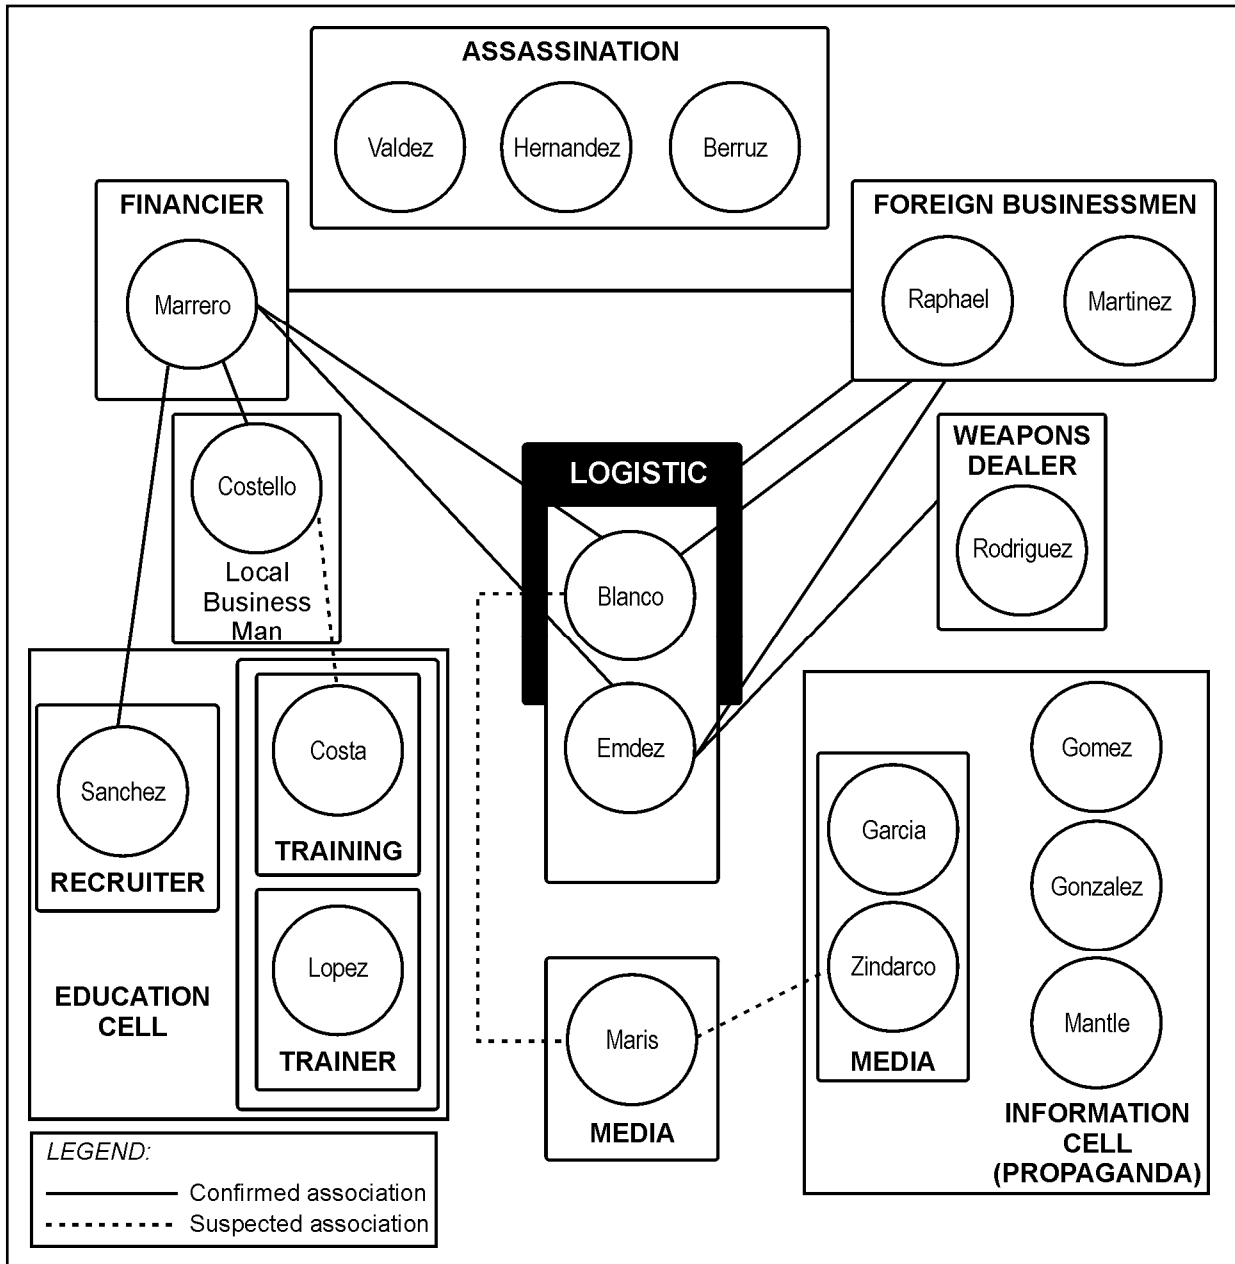 ASSASSINATION
Valdez
Hernandez
Berruz
FINANCIER
Marrero
FOREIGN BUSINESSMEN
Raphael
Martinez
Costello
Local
Business
Man
LOGISTIC
Blanco
Emdez
WEAPONS
DEALER
Rodriguez
Sanchez
RECRUITER
Costa
TRAINING
Lopez
TRAINER
EDUCATION
CELL
Maris
MEDIA
Garcia
Zindarco
MEDIA
Gomez
Gonzalez
Mantle
INFORMATION
CELL
(PROPAGANDA)
LEGEND:
Confirmed association
Suspected association